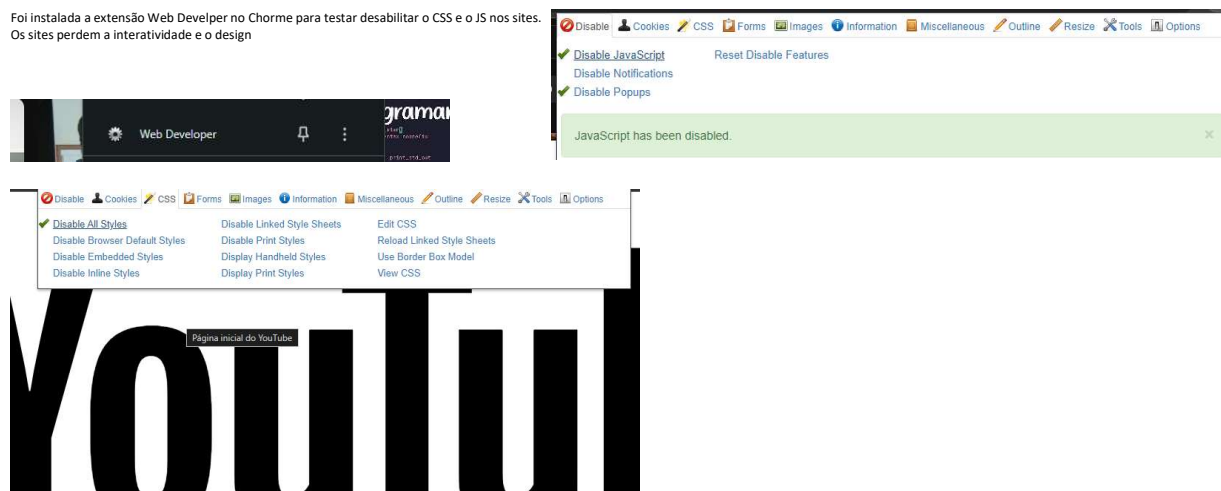 Foi instalada a extensão Web Develper no Chorme para testar desabilitar o CSS e o JS nos sites.
Os sites perdem a interatividade e o design
Disable Cookies CSS Forms Images Information Miscellaneous Outline Resize Tools Options
Disable JavaScript Reset Disable Features
Disable Notifications
Disable Popups
JavaScript has been disabled. ×
gramar
Web Developer
print_std_out
Disable Cookies CSS Forms Images Information Miscellaneous Outline Resize Tools Options
Disable All Styles Disable Linked Style Sheets Edit CSS
Disable Browser Default Styles Disable Print Styles Reload Linked Style Sheets
Disable Embedded Styles Display Handheld Styles Use Border Box Model
Disable Inline Styles Display Print Styles View CSS
YouTub
Página inicial do YouTube